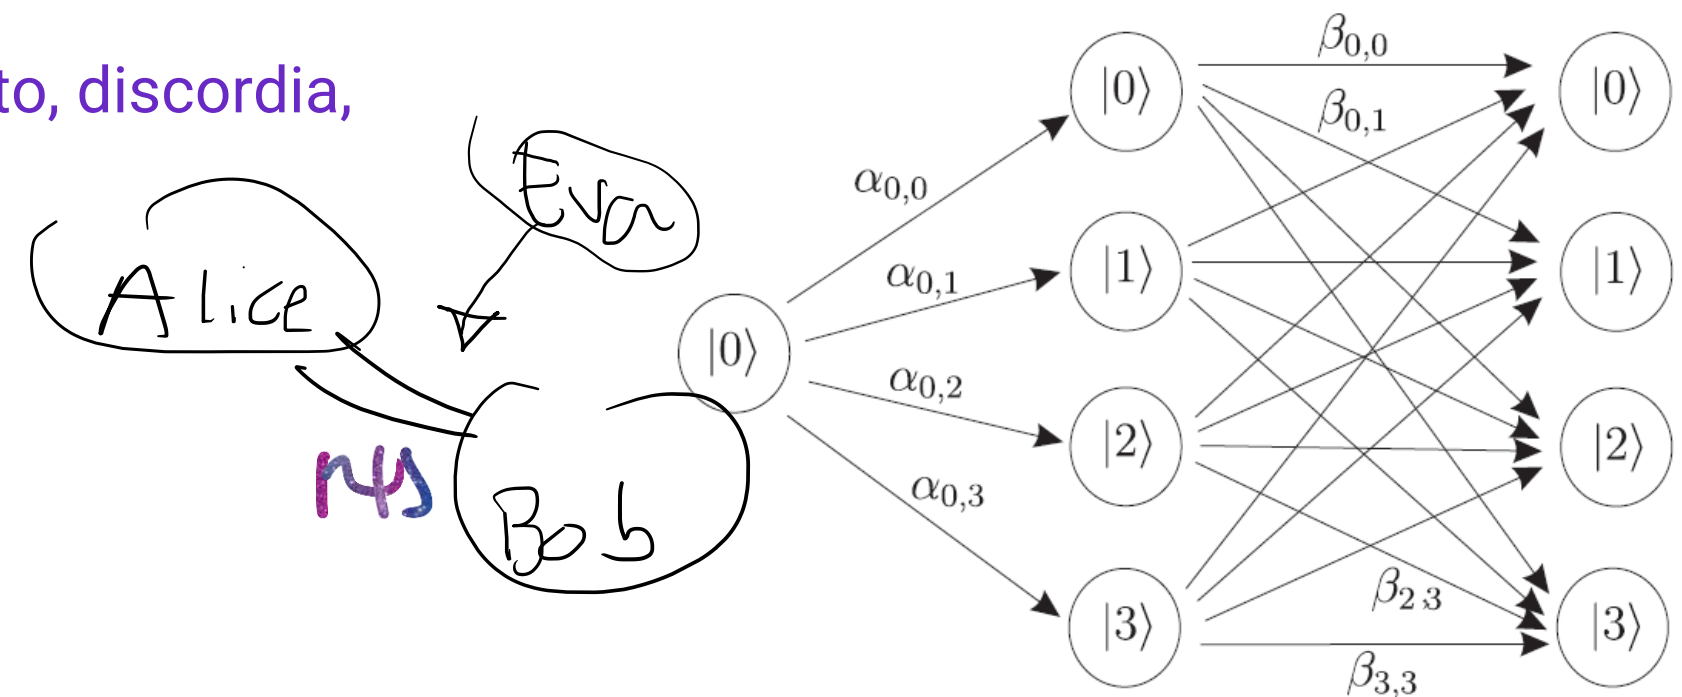 to, discordia,
Eva
Alice
Bob
|0⟩
α0,0
α0,1
α0,2
α0,3
|0⟩
|1⟩
|2⟩
|3⟩
β0,0
β0,1
β2 3
β3,3
|0⟩
|1⟩
|2⟩
|3⟩